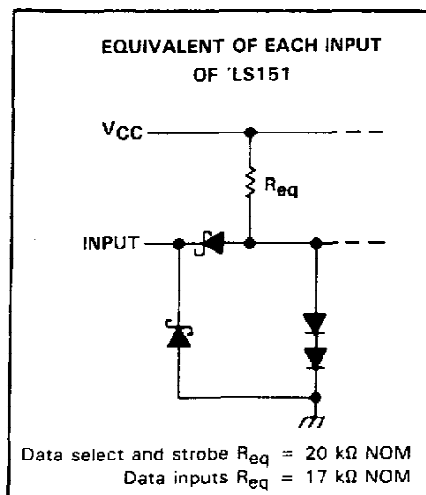 EQUIVALENT OF EACH INPUT
OF 'LS151
VCC
Req
INPUT
Data select and strobe Req = 20 kΩ NOM
Data inputs Req = 17 kΩ NOM